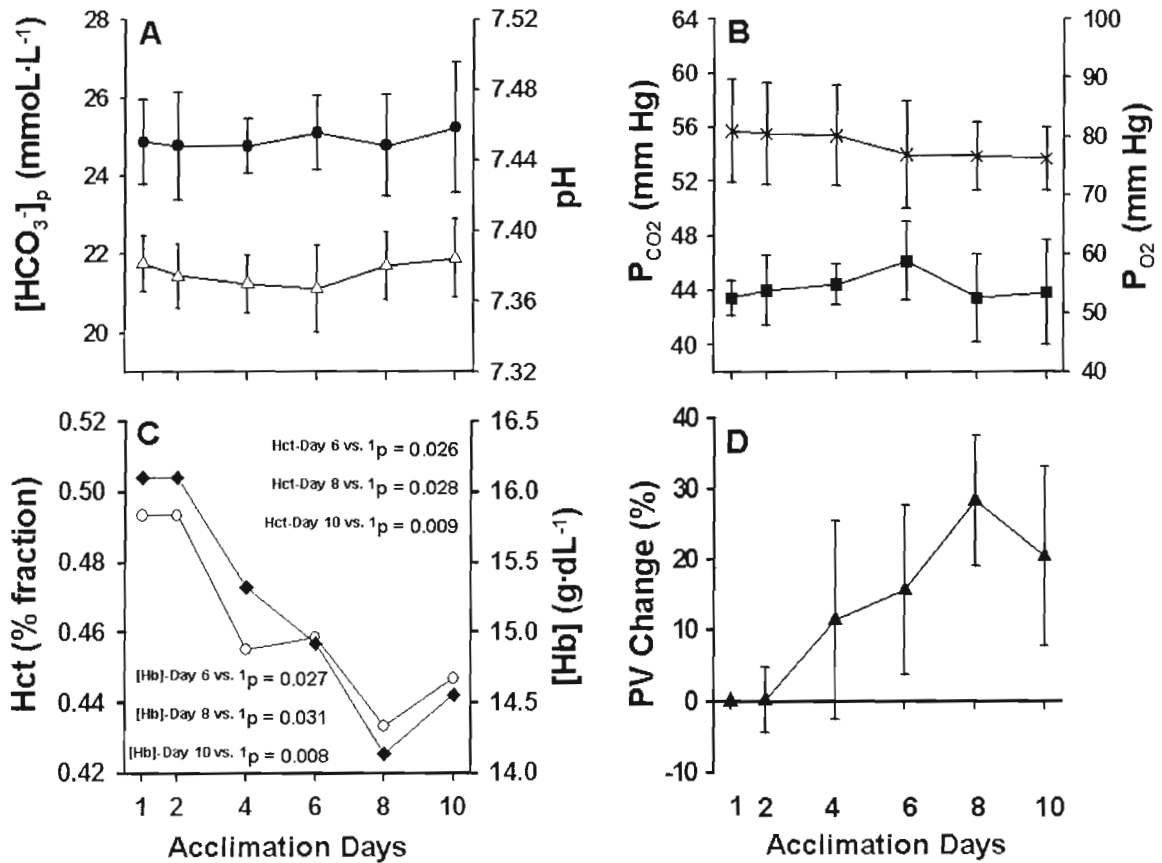 A
[HCO3-]p (mmoL·L-1)
28
26
24
22
20
pH
7.52
7.48
7.44
7.40
7.36
7.32
B
PCO2 (mm Hg)
64
60
56
52
48
44
40
PO2 (mm Hg)
100
90
80
70
60
50
40
C
Hct (% fraction)
0.52
0.50
0.48
0.46
0.44
0.42
Hct-Day 6 vs. 1p = 0.026
Hct-Day 8 vs. 1p = 0.028
Hct-Day 10 vs. 1p = 0.009
[Hb]-Day 6 vs. 1p = 0.027
[Hb]-Day 8 vs. 1p = 0.031
[Hb]-Day 10 vs. 1p = 0.008
[Hb] (g·dL-1)
16.5
16.0
15.5
15.0
14.5
14.0
1 2 4 6 8 10
Acclimation Days
D
PV Change (%)
40
30
20
10
0
-10
1 2 4 6 8 10
Acclimation Days